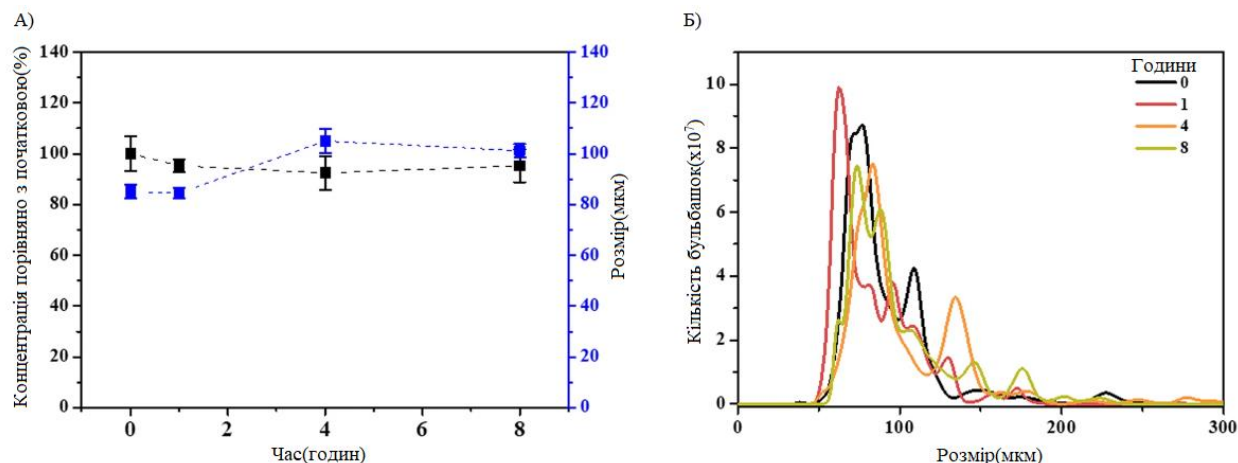 А)
Концентрація порівняно з початковою(%)
140
120
100
80
60
40
20
0
0 2 4 6 8
Час(годин)
140
120
100
80
60
40
20
0
Розмір(мкм)
Б)
Кількість бульбашок(x10⁷)
10
8
6
4
2
0
0 100 200 300
Розмір(мкм)
Години
0
1
4
8